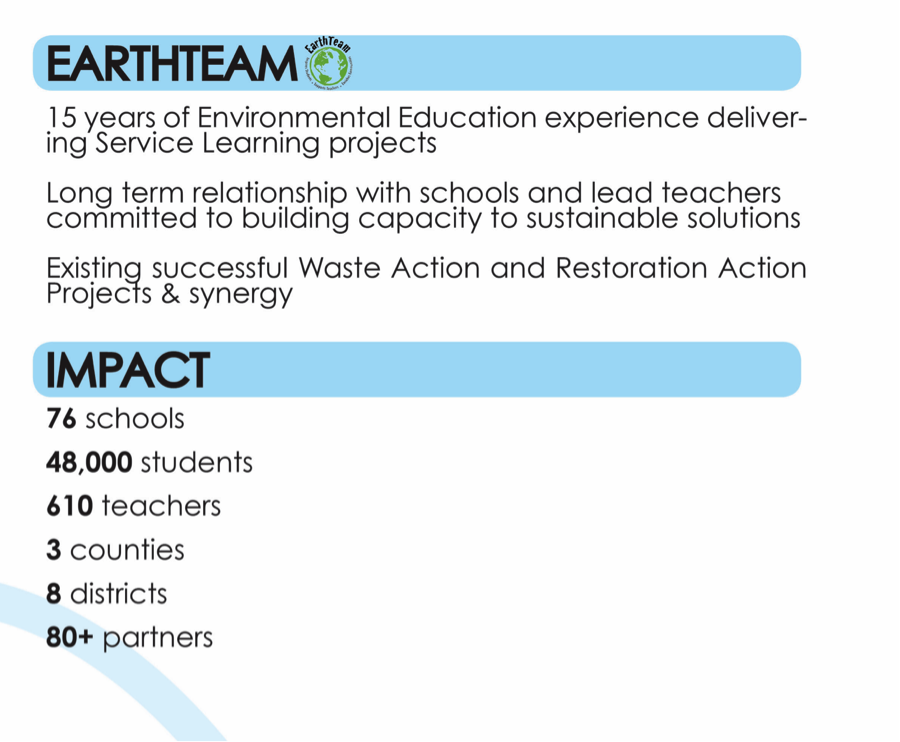 EARTHTEAM
EarthTeam
15 years of Environmental Education experience deliver-
ing Service Learning projects
Long term relationship with schools and lead teachers
committed to building capacity to sustainable solutions
Existing successful Waste Action and Restoration Action
Projects & synergy
IMPACT
76 schools
48,000 students
610 teachers
3 counties
8 districts
80+ partners